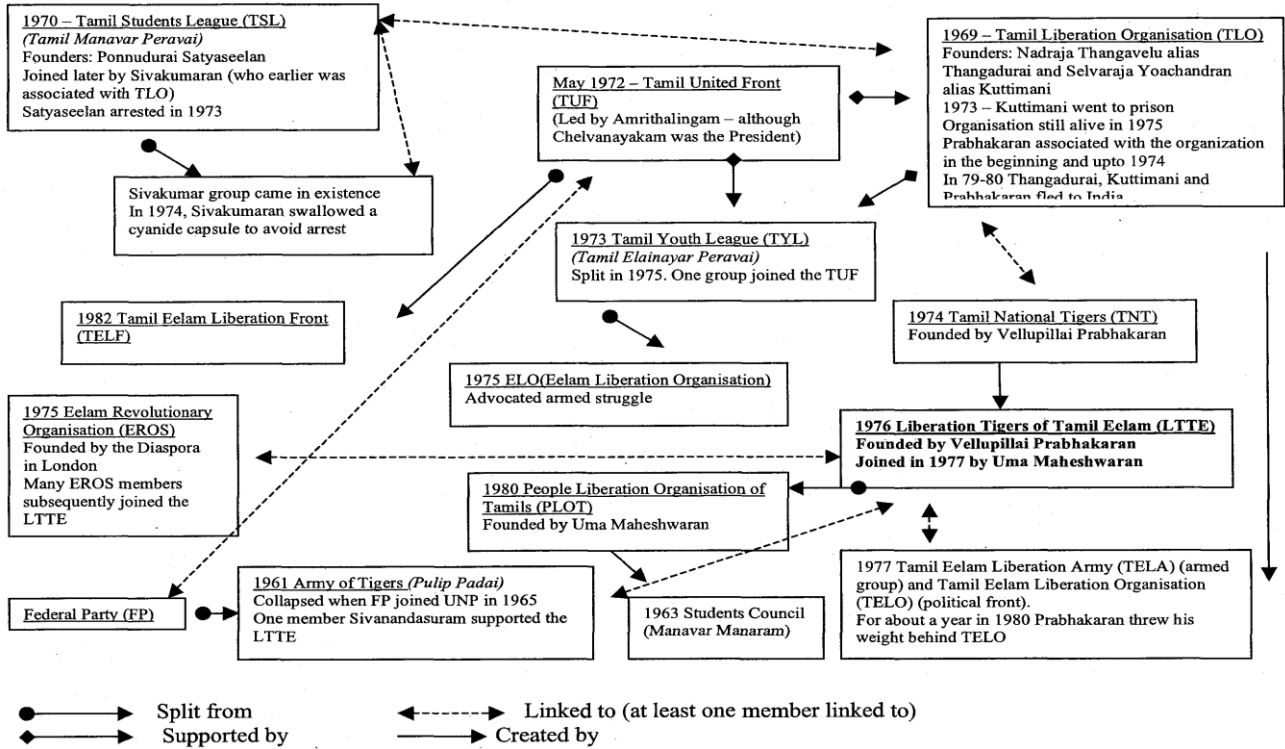 1970 – Tamil Students League (TSL)
(Tamil Manavar Peravai)
Founders: Ponnudurai Satyaseelan
Joined later by Sivakumaran (who earlier was
associated with TLO)
Satyaseelan arrested in 1973
May 1972 – Tamil United Front
(TUF)
(Led by Amrithalingam – although
Chelvanayakam was the President)
1969 – Tamil Liberation Organisation (TLO)
Founders: Nadraja Thangavelu alias
Thangadurai and Selvaraja Yoachandran
alias Kuttimani
1973 – Kuttimani went to prison
Organisation still alive in 1975
Prabhakaran associated with the organization
in the beginning and upto 1974
In 79-80 Thangadurai, Kuttimani and
Prabhakaran fled to India
Sivakumar group came in existence
In 1974, Sivakumaran swallowed a
cyanide capsule to avoid arrest
1973 Tamil Youth League (TYL)
(Tamil Elainayar Peravai)
Split in 1975. One group joined the TUF
1982 Tamil Eelam Liberation Front
(TELF)
1974 Tamil National Tigers (TNT)
Founded by Vellupillai Prabhakaran
1975 ELO(Eelam Liberation Organisation)
Advocated armed struggle
1975 Eelam Revolutionary
Organisation (EROS)
Founded by the Diaspora
in London
Many EROS members
subsequently joined the
LTTE
1976 Liberation Tigers of Tamil Eclam (LTTE)
Founded by Vellupillai Prabhakaran
Joined in 1977 by Uma Maheshwaran
1980 People Liberation Organisation of
Tamils (PLOT)
Founded by Uma Maheshwaran
Federal Party (FP)
1961 Army of Tigers (Pulip Padai)
Collapsed when FP joined UNP in 1965
One member Sivanandasuram supported the
LTTE
1963 Students Council
(Manavar Manaram)
1977 Tamil Eelam Liberation Army (TELA) (armed
group) and Tamil Eelam Liberation Organisation
(TELO) (political front).
For about a year in 1980 Prabhakaran threw his
weight behind TELO
Split from
Linked to (at least one member linked to)
Supported by
Created by